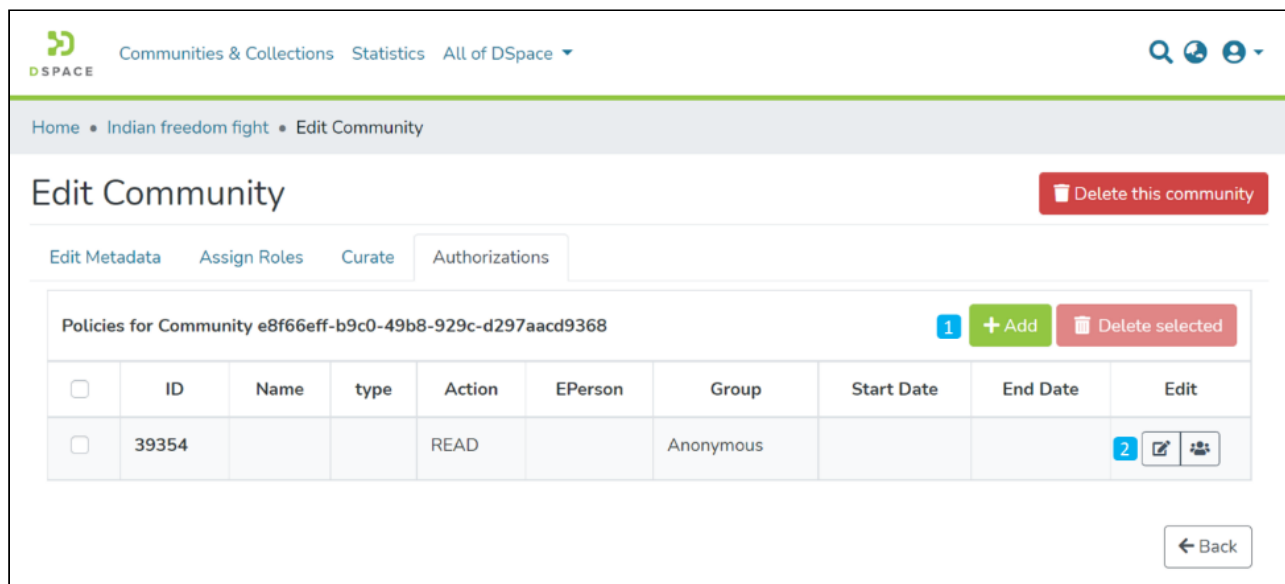 DSPACE
Communities & Collections Statistics All of DSpace
Home • Indian freedom fight • Edit Community
Edit Community
Delete this community
Edit Metadata Assign Roles Curate Authorizations
Policies for Community e8f66eff-b9c0-49b8-929c-d297aacd9368
1 + Add Delete selected
ID Name type Action EPerson Group Start Date End Date Edit
39354 READ Anonymous 2
Back